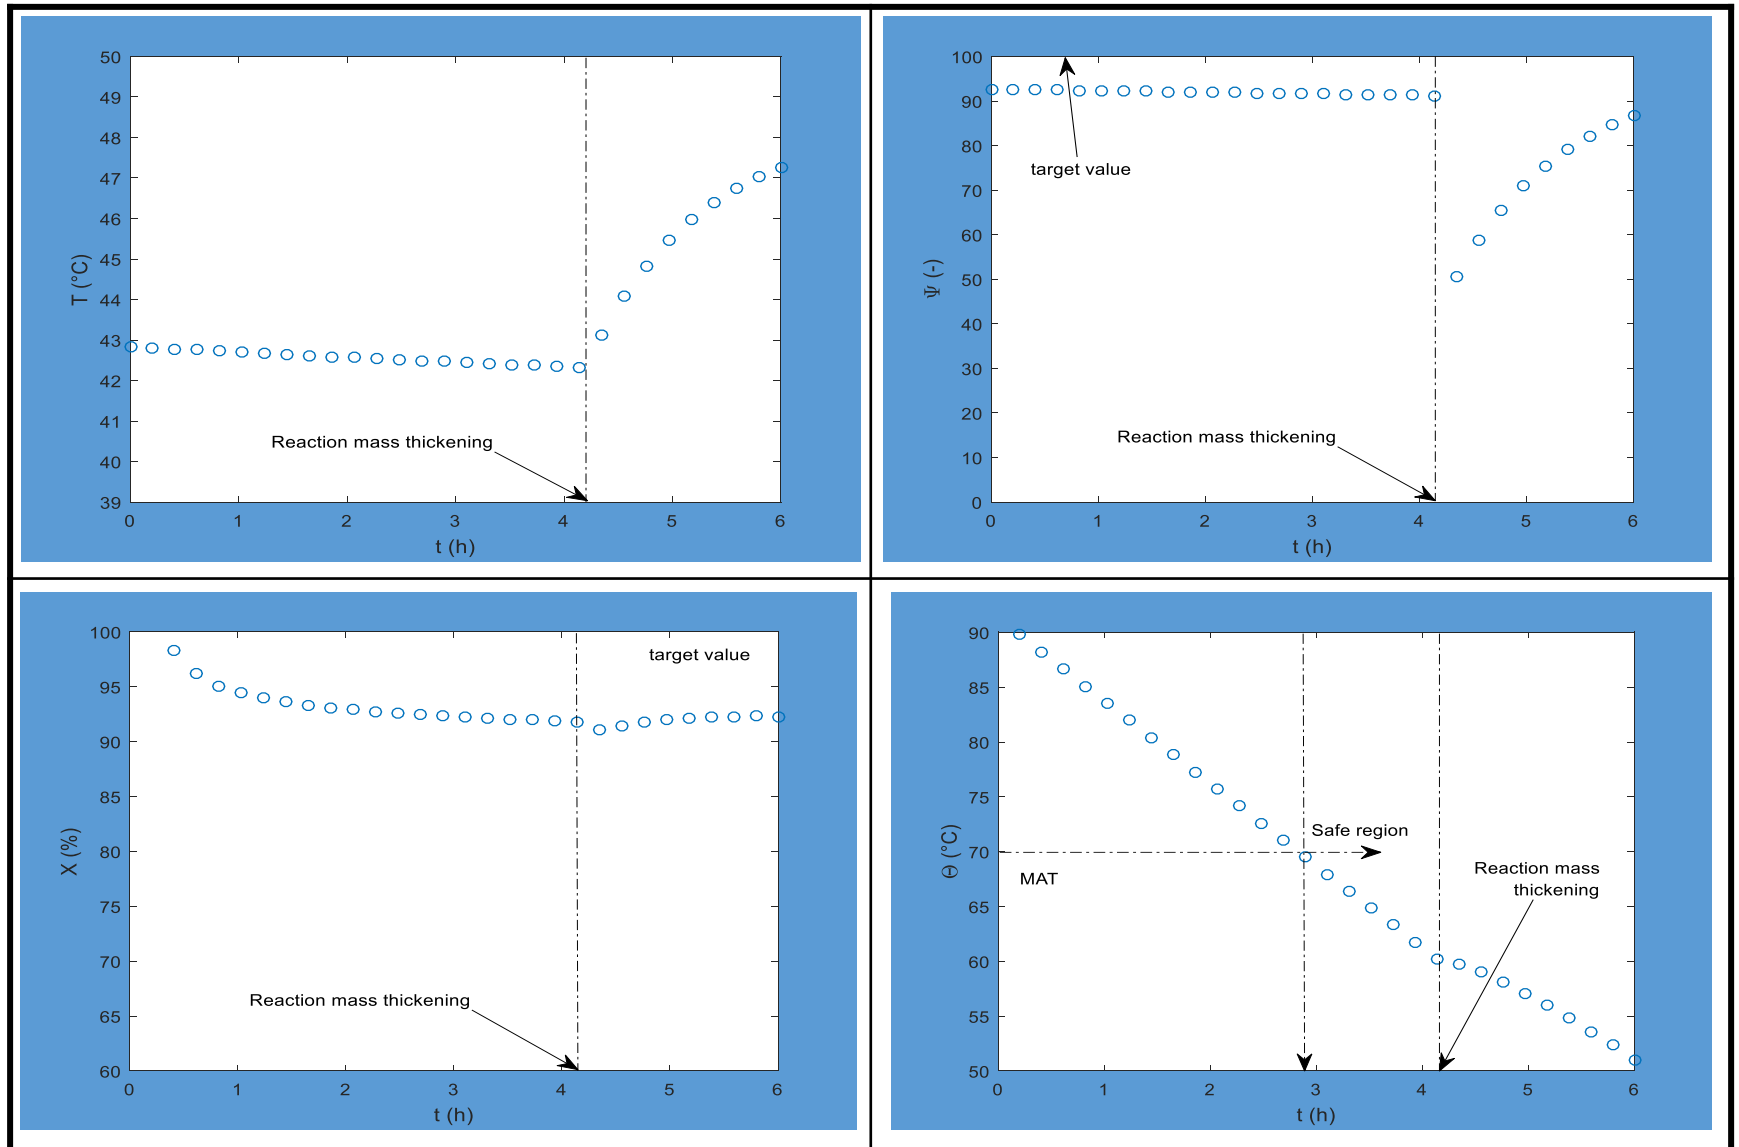 50
49
48
47
46
45
44
43
42
41
40
39
T (°C)
Reaction mass thickening
0 1 2 3 4 5 6
t (h)
100
90
80
70
60
50
40
30
20
10
0
Ψ (-)
target value
Reaction mass thickening
0 1 2 3 4 5 6
t (h)
100
95
90
85
80
75
70
65
60
X (%)
target value
Reaction mass thickening
0 1 2 3 4 5 6
t (h)
90
85
80
75
70
65
60
55
50
Θ (°C)
Safe region
MAT
Reaction mass
thickening
0 1 2 3 4 5 6
t (h)